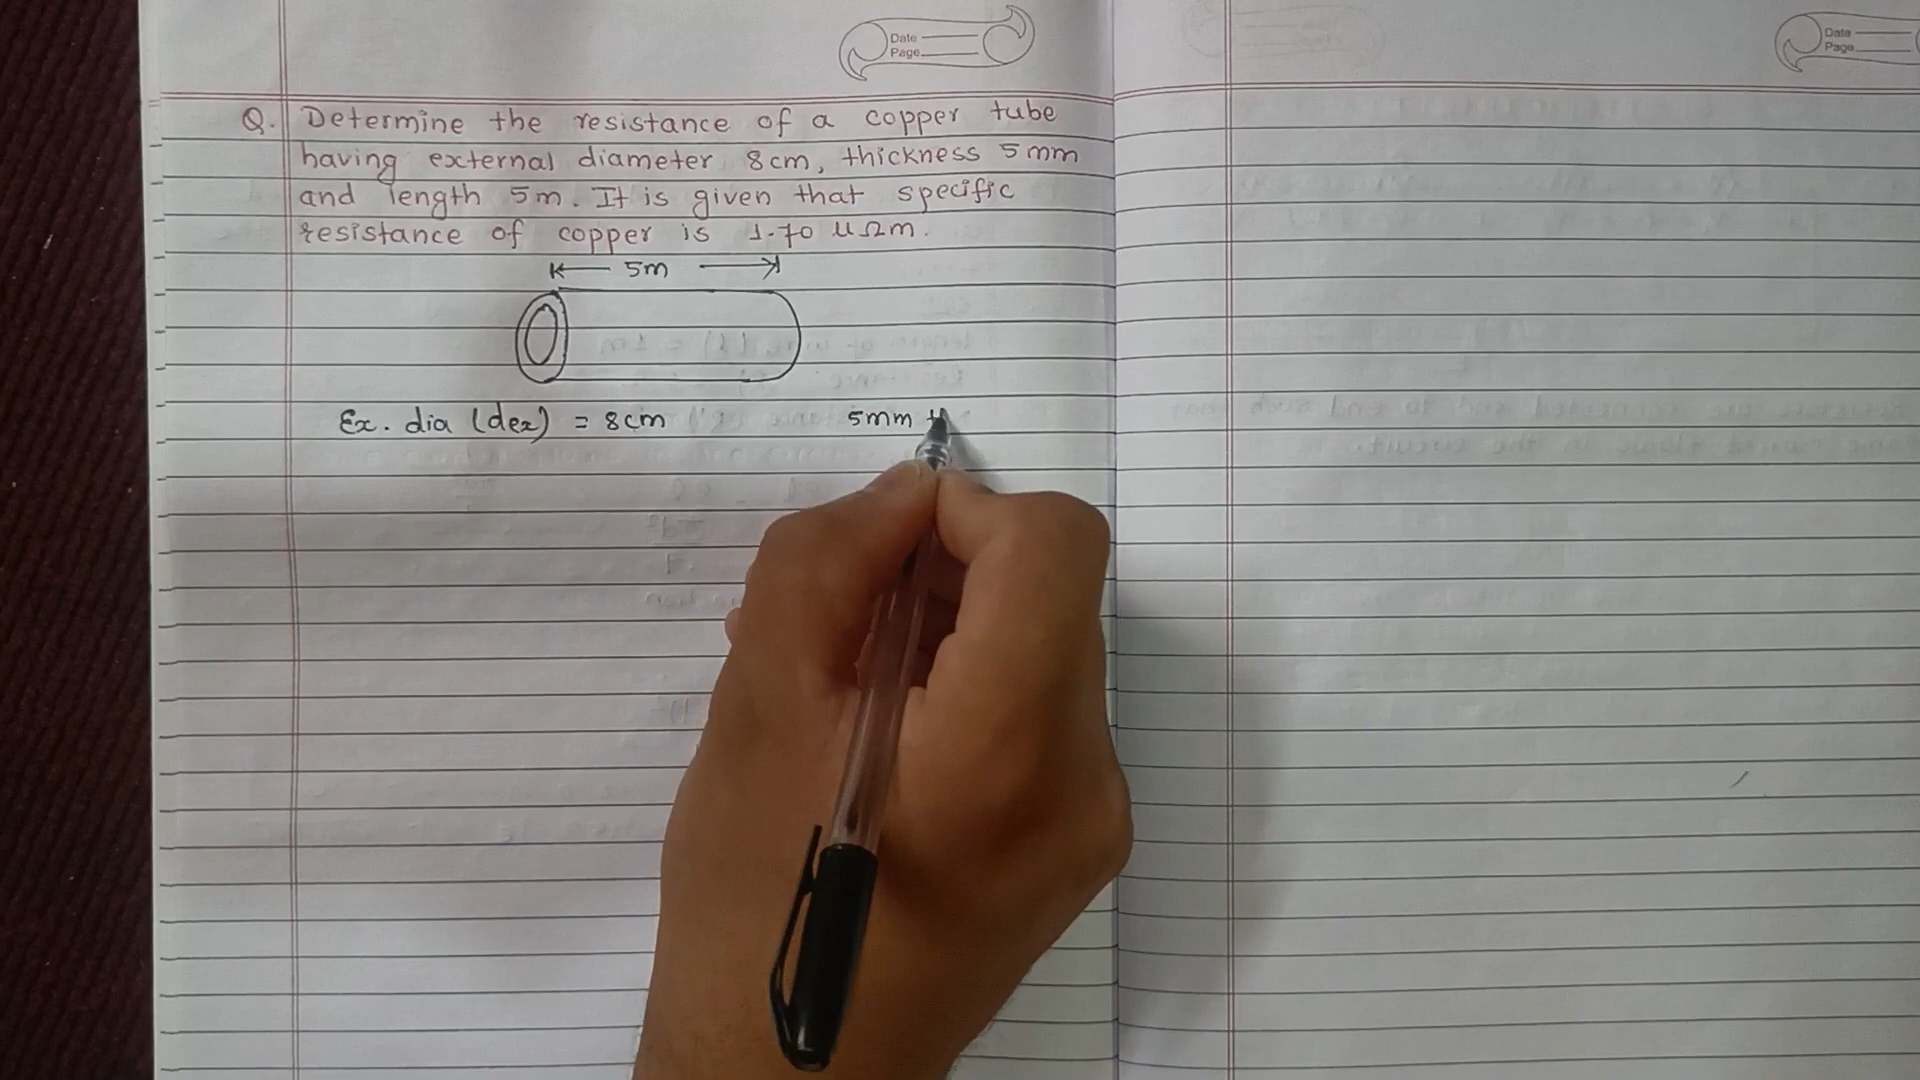 Date
Page
Date
Page
Q. Determine the resistance of a copper tube
having external diameter 8cm, thickness 5mm
and length 5m. It is given that specific
resistance of copper is 1.70 μΩm.
5m
Ex. dia (dex) = 8cm 5mm